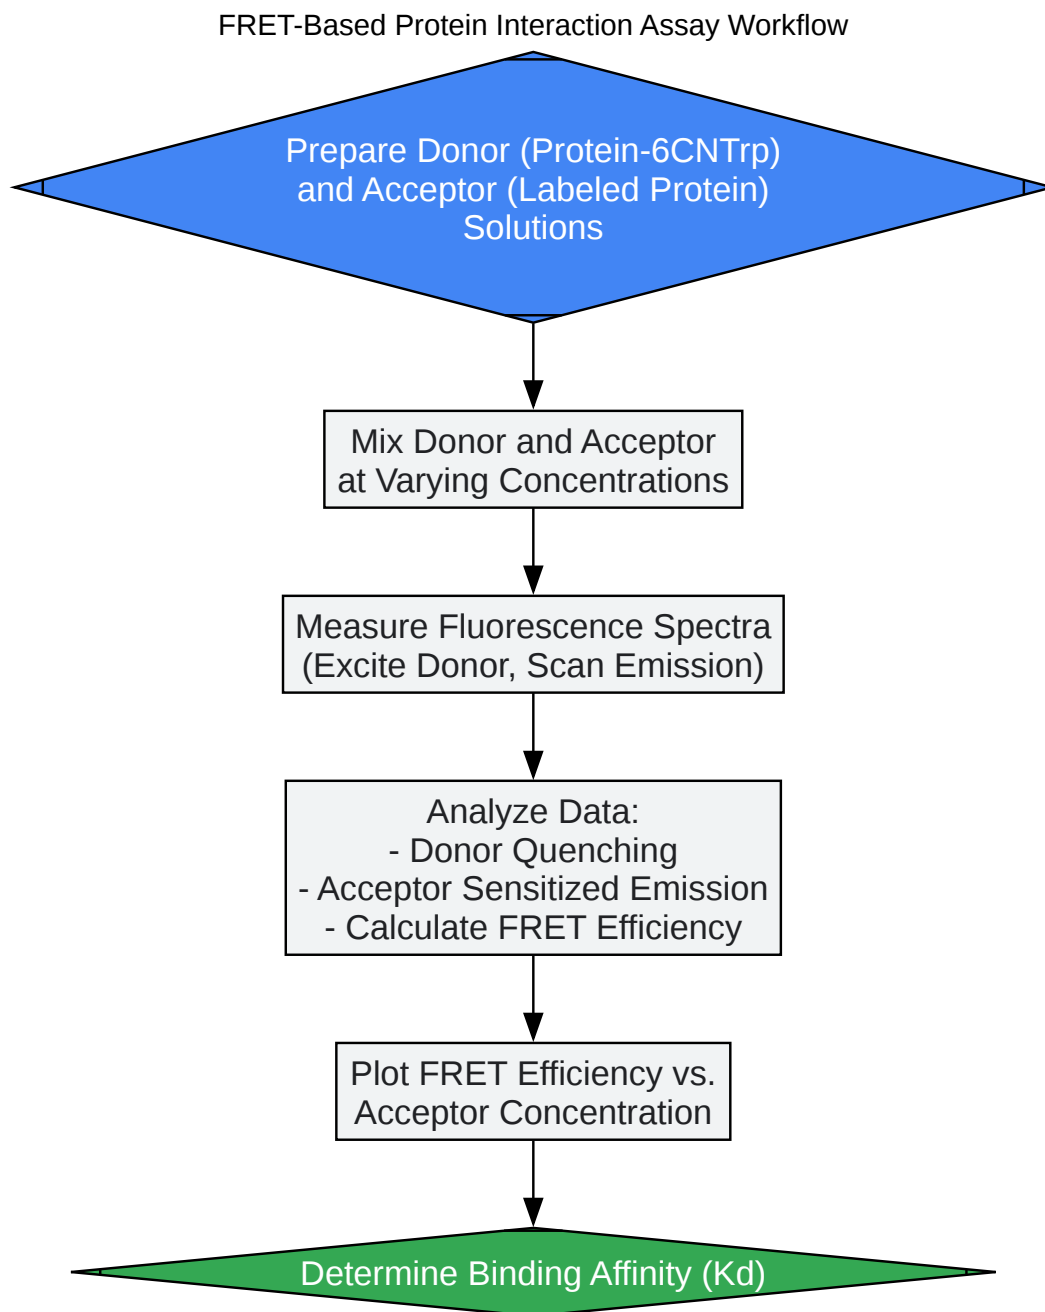 FRET-Based Protein Interaction Assay Workflow
Prepare Donor (Protein-6CNTrp)
and Acceptor (Labeled Protein)
Solutions
Mix Donor and Acceptor
at Varying Concentrations
Measure Fluorescence Spectra
(Excite Donor, Scan Emission)
Analyze Data:
- Donor Quenching
- Acceptor Sensitized Emission
- Calculate FRET Efficiency
Plot FRET Efficiency vs.
Acceptor Concentration
Determine Binding Affinity (Kd)